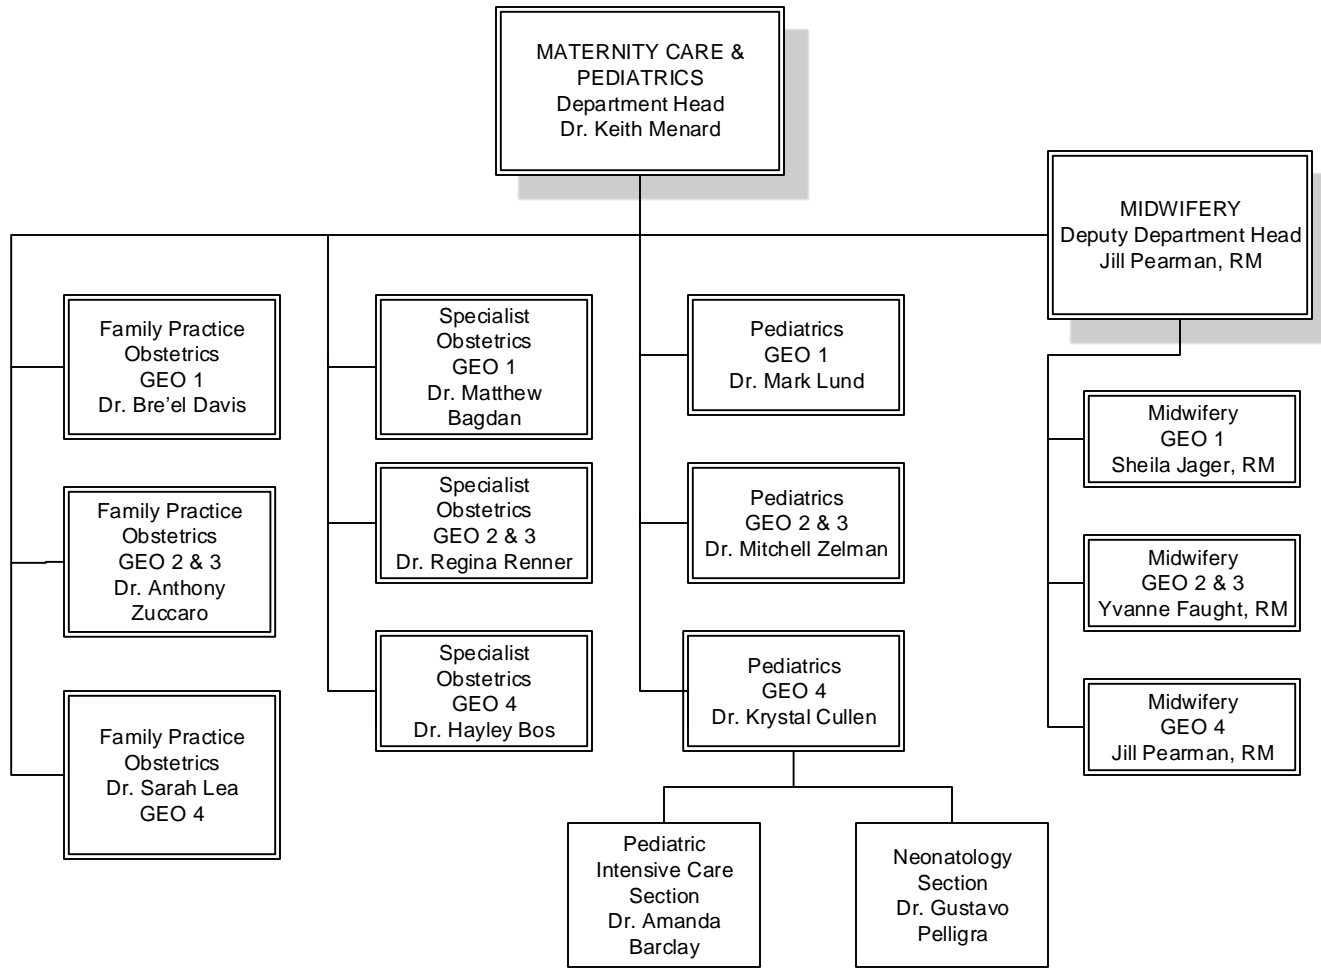 MATERNITY CARE &
PEDIATRICS
Department Head
Dr. Keith Menard
MIDWIFERY
Deputy Department Head
Jill Pearman, RM
Family Practice
Obstetrics
GEO 1
Dr. Bre’el Davis
Specialist
Obstetrics
GEO 1
Dr. Matthew
Bagdan
Pediatrics
GEO 1
Dr. Mark Lund
Midwifery
GEO 1
Sheila Jager, RM
Family Practice
Obstetrics
GEO 2 & 3
Dr. Anthony
Zuccaro
Specialist
Obstetrics
GEO 2 & 3
Dr. Regina Renner
Pediatrics
GEO 2 & 3
Dr. Mitchell Zelman
Midwifery
GEO 2 & 3
Yvanne Faught, RM
Family Practice
Obstetrics
Dr. Sarah Lea
GEO 4
Specialist
Obstetrics
GEO 4
Dr. Hayley Bos
Pediatrics
GEO 4
Dr. Krystal Cullen
Midwifery
GEO 4
Jill Pearman, RM
Pediatric
Intensive Care
Section
Dr. Amanda
Barclay
Neonatology
Section
Dr. Gustavo
Pelligra